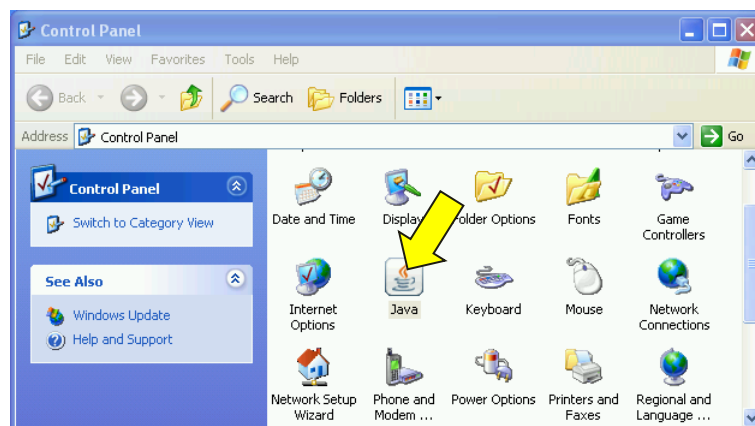 Control Panel
File Edit View Favorites Tools Help
Back Search Folders
Address Control Panel Go
Control Panel
Switch to Category View
See Also
Windows Update
Help and Support
Date and Time Display Folder Options Fonts Game
Controllers
Internet Java Keyboard Mouse Network
Options Connections
Network Setup Phone and Power Options Printers and Regional and
Wizard Modem ... Faxes Language ...